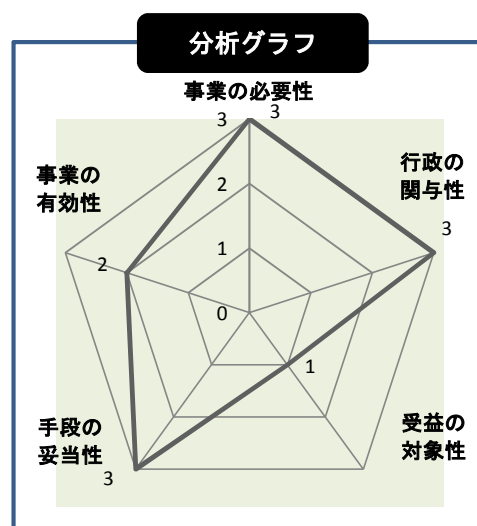 分析グラフ
事業の必要性
3
3
行政の
関与性
3
事業の
有効性
2
2
1
0
1
受益の
対象性
手段の
妥当性
3